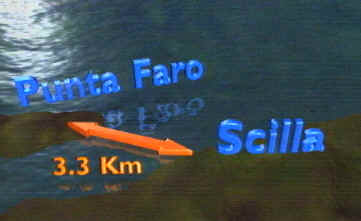 Punta Faro
Scilla
3.3 Km